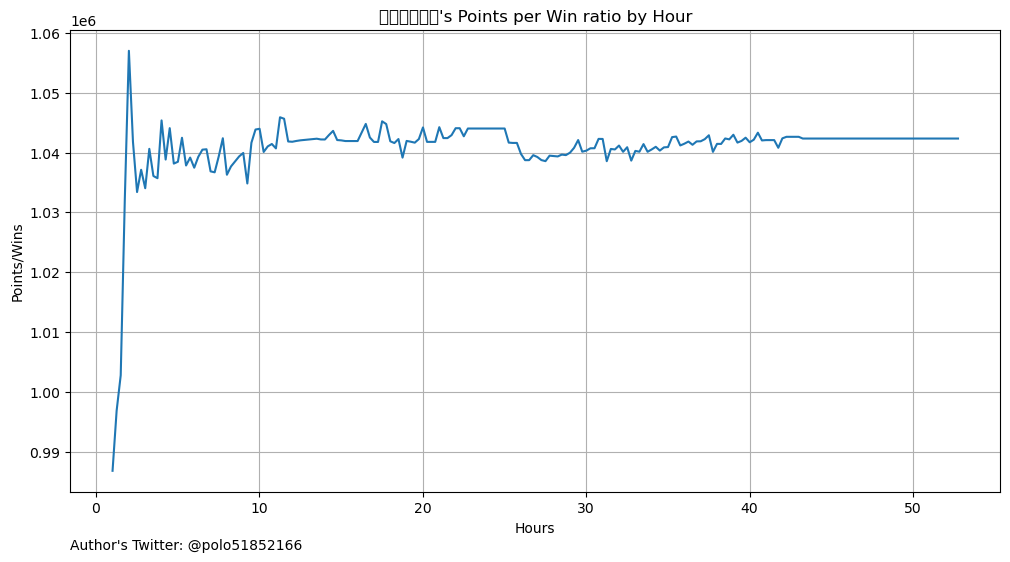 's Points per Win ratio by Hour
1e6
1.06
1.05
1.04
1.03
1.02
1.01
1.00
0.99
Points/Wins
0 10 20 30 40 50
Hours
Author's Twitter: @polo51852166